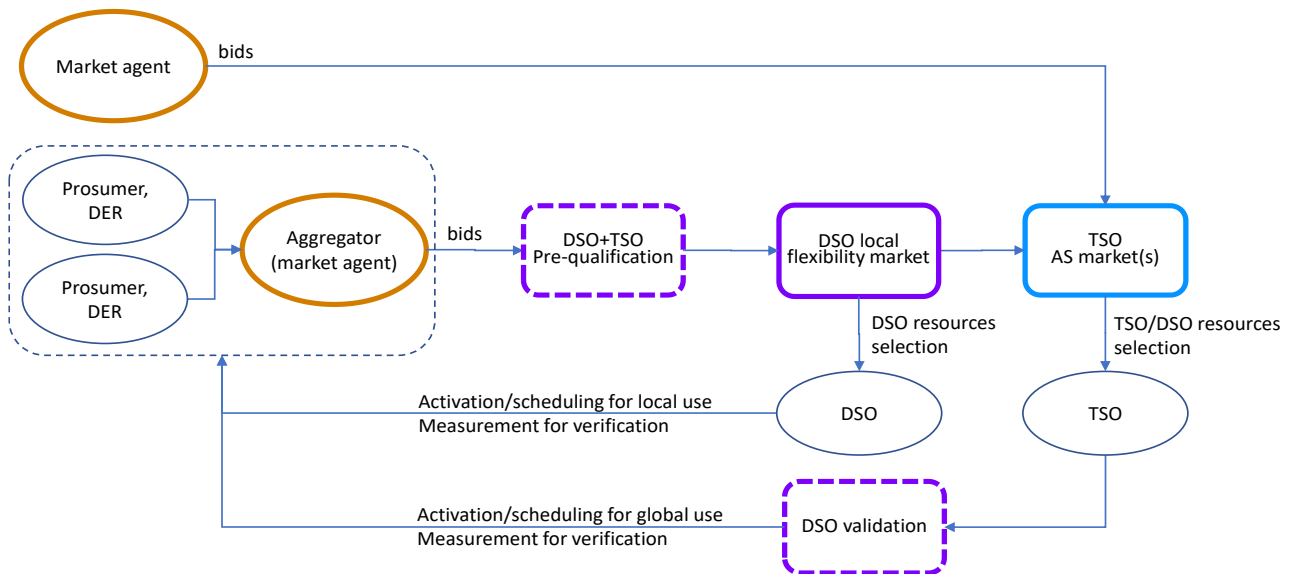 bids
Market agent
Prosumer,
DER
Aggregator
(market agent)
Prosumer,
DER
bids
DSO+TSO
Pre-qualification
DSO local
flexibility market
TSO
AS market(s)
DSO resources
selection
TSO/DSO resources
selection
Activation/scheduling for local use
Measurement for verification
DSO
TSO
Activation/scheduling for global use
Measurement for verification
DSO validation